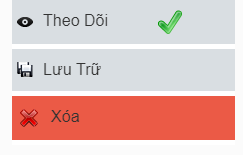 Theo Dõi
Lưu Trữ
Xóa